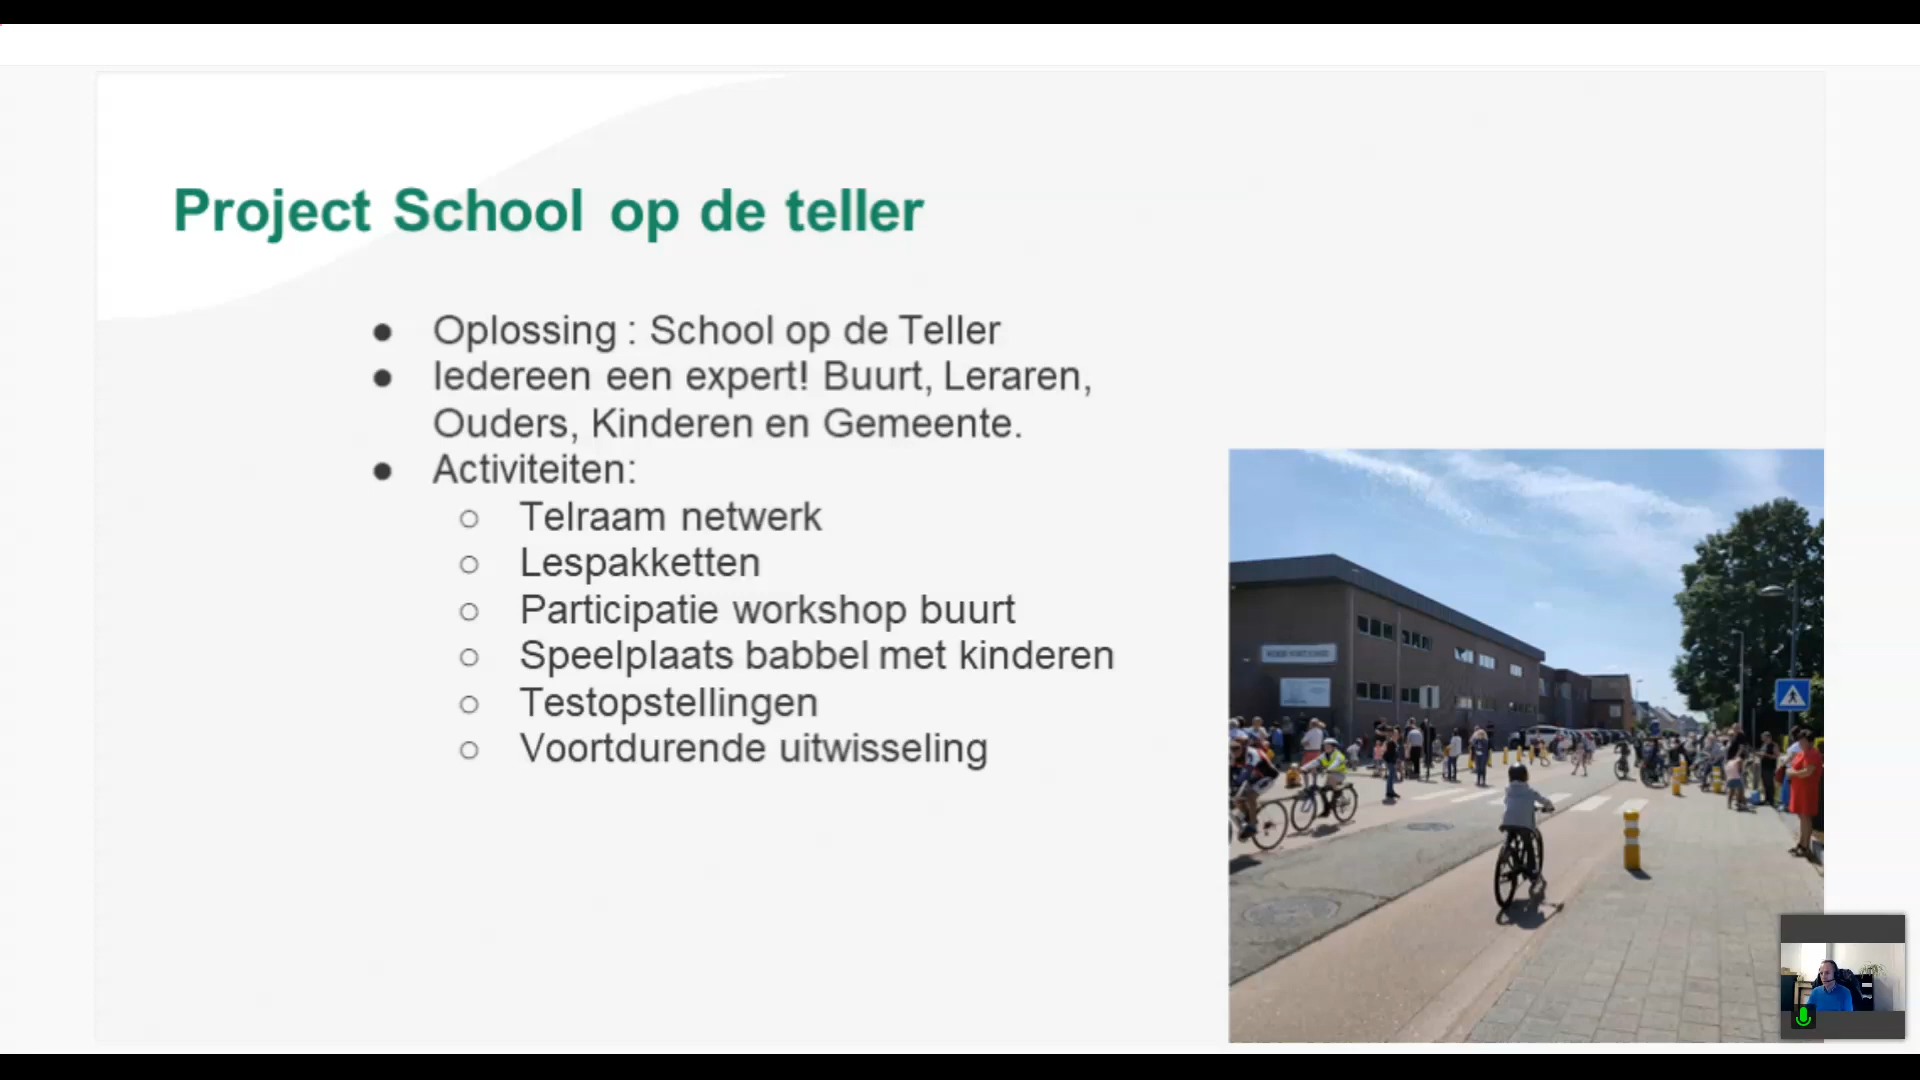 Project School op de teller
● Oplossing : School op de Teller
● Iedereen een expert! Buurt, Leraren,
Ouders, Kinderen en Gemeente.
● Activiteiten:
○ Telraam netwerk
○ Lespakketten
○ Participatie workshop buurt
○ Speelplaats babbel met kinderen
○ Testopstellingen
○ Voortdurende uitwisseling